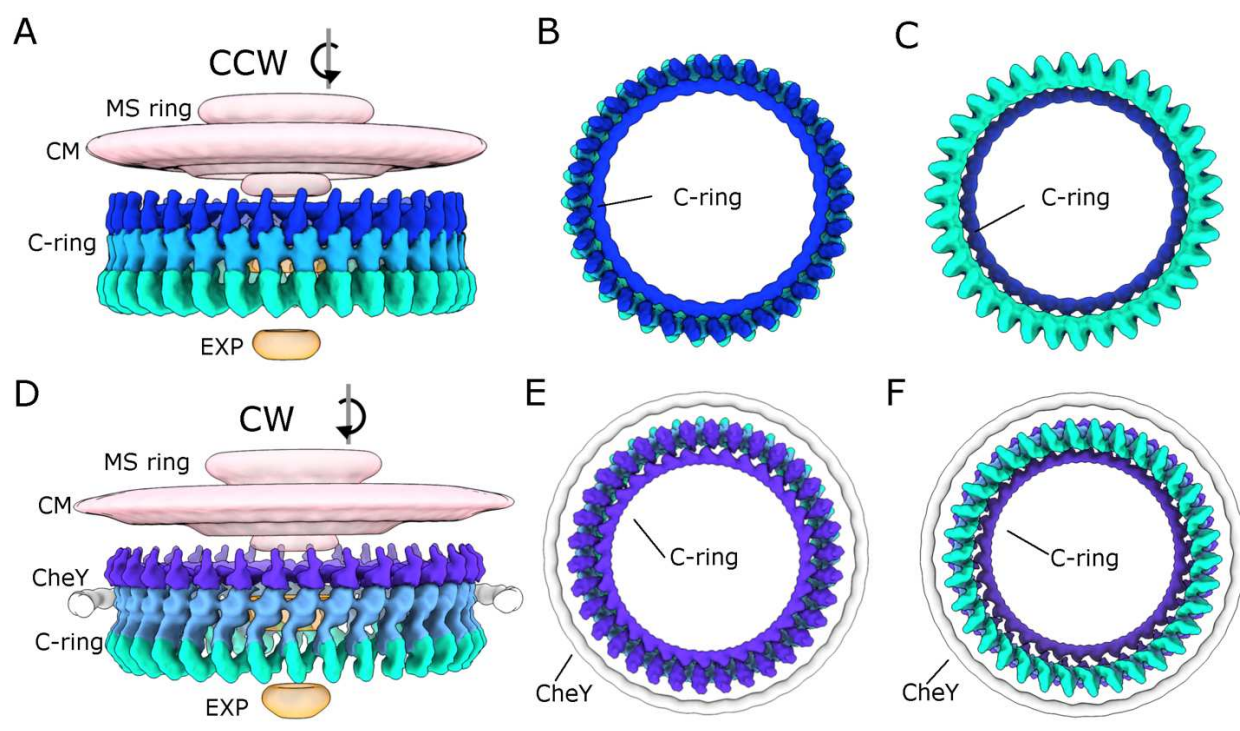 A
CCW
MS ring
CM
C-ring
EXP
B
C-ring
C
C-ring
D
CW
MS ring
CM
CheY
C-ring
EXP
E
C-ring
CheY
F
C-ring
CheY